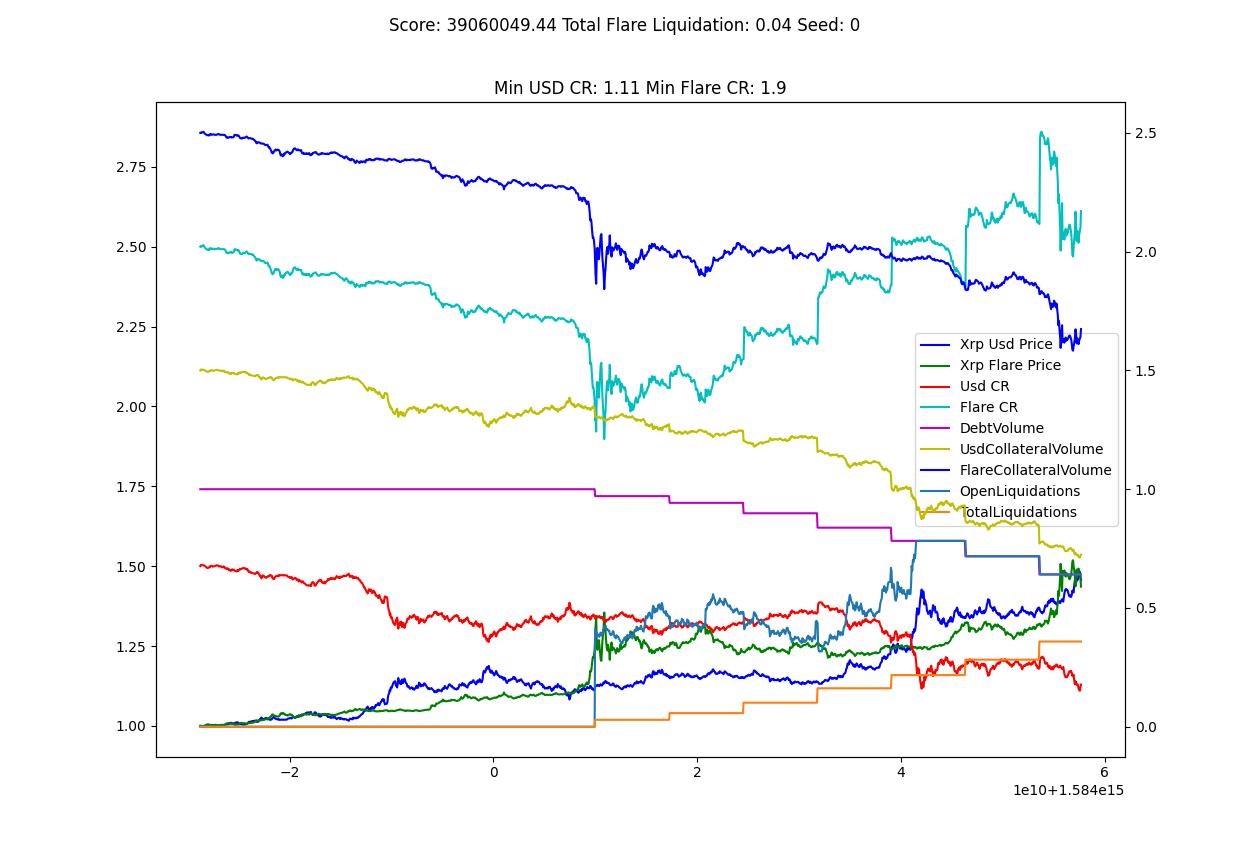 Score: 39060049.44 Total Flare Liquidation: 0.04 Seed: 0
Min USD CR: 1.11 Min Flare CR: 1.9
2.75
2.50
2.25
2.00
1.75
1.50
1.25
1.00
2.5
2.0
1.5
1.0
0.5
0.0
Xrp Usd Price
Xrp Flare Price
Usd CR
Flare CR
DebtVolume
UsdCollateralVolume
FlareCollateralVolume
OpenLiquidations
TotalLiquidations
−2 0 2 4 6
1e10+1.584e15